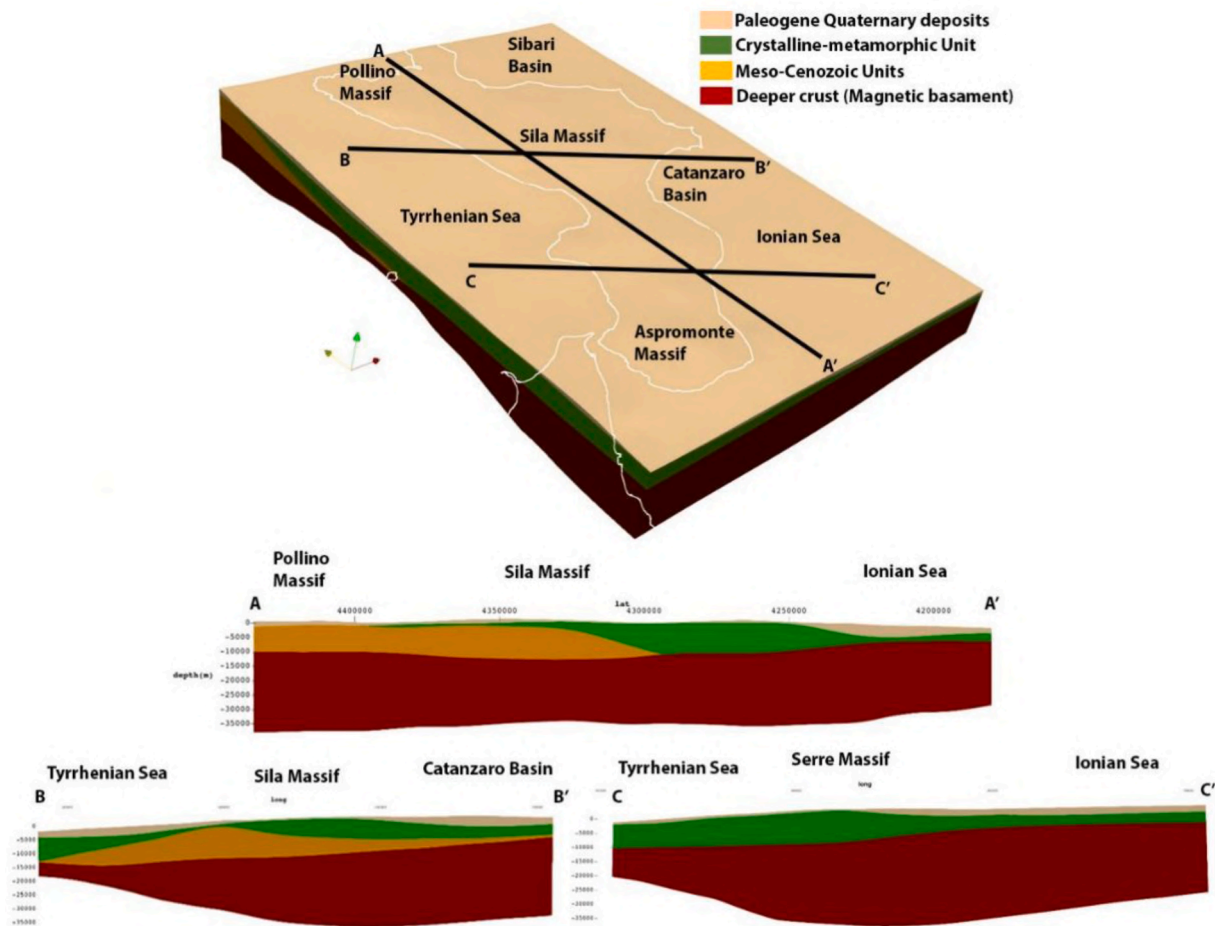 Paleogene Quaternary deposits
Crystalline-metamorphic Unit
Meso-Cenozoic Units
Deeper crust (Magnetic basament)
Sibari
Basin
A
Pollino
Massif
Sila Massif
B
B'
Catanzaro
Basin
Tyrrhenian Sea
Ionian Sea
C
C'
Aspromonte
Massif
A'
Pollino
Massif
Sila Massif
Ionian Sea
A
A'
lat
4400000
4350000
4300000
4250000
4200000
0
-5000
-10000
-15000
depth(m)
-20000
-25000
-30000
-35000
Tyrrhenian Sea
Sila Massif
Catanzaro Basin
B
B'
long
0
-5000
-10000
-15000
-20000
-25000
-30000
-35000
Tyrrhenian Sea
Serre Massif
Ionian Sea
C
C'
long
0
-5000
-10000
-15000
-20000
-25000
-30000
-35000